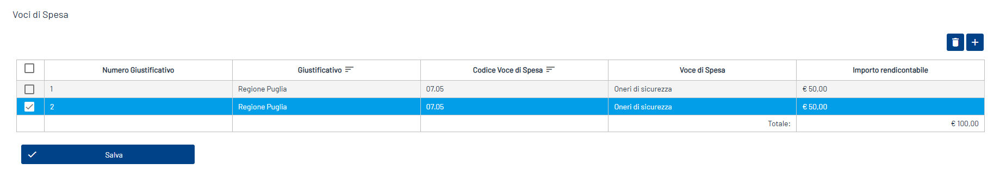 Voci di Spesa
Numero Giustificativo Giustificativo Codice Voce di Spesa Voce di Spesa Importo rendicontabile
1 Regione Puglia 07.05 Oneri di sicurezza € 50,00
2 Regione Puglia 07.05 Oneri di sicurezza € 50,00
Totale: € 100,00
Salva